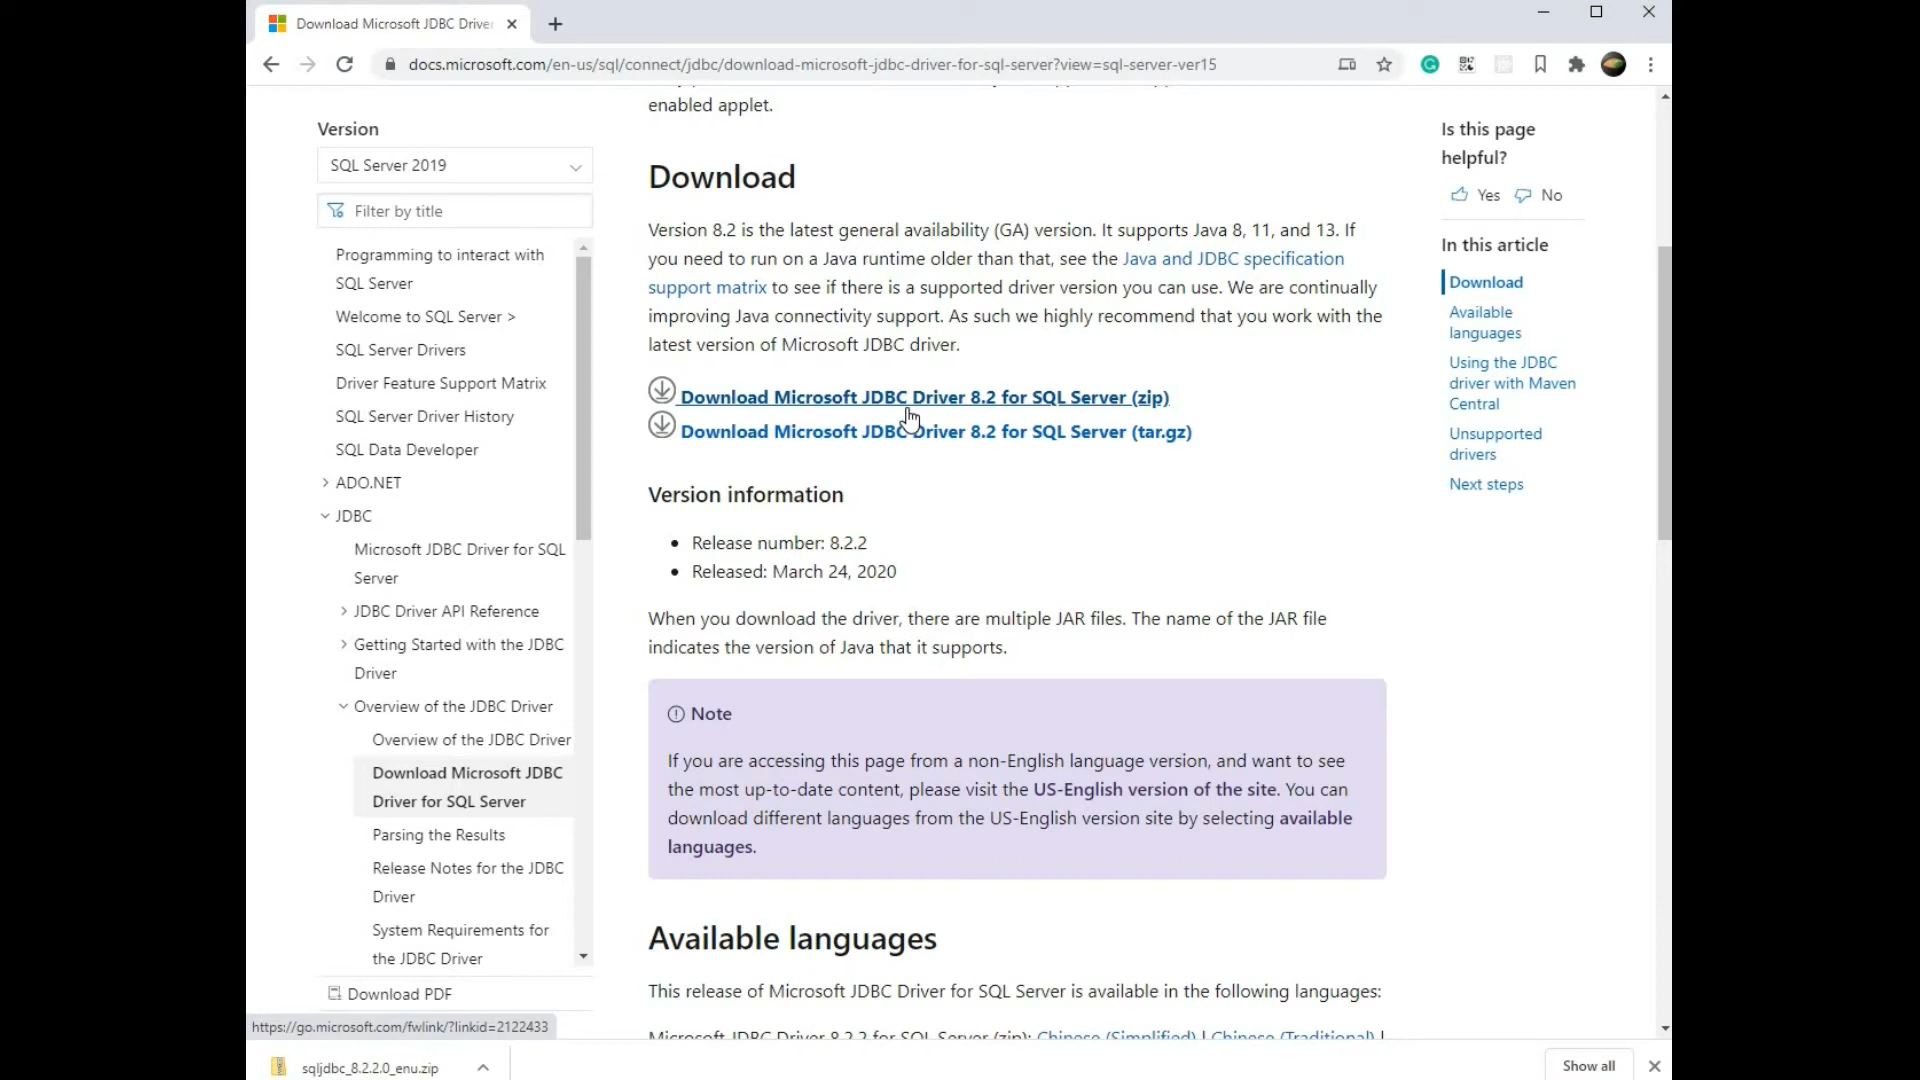 Download Microsoft JDBC Driver
docs.microsoft.com/en-us/sql/connect/jdbc/download-microsoft-jdbc-driver-for-sql-server?view=sql-server-ver15
Version
SQL Server 2019
Filter by title
Programming to interact with
SQL Server
Welcome to SQL Server >
SQL Server Drivers
Driver Feature Support Matrix
SQL Server Driver History
SQL Data Developer
ADO.NET
JDBC
Microsoft JDBC Driver for SQL
Server
JDBC Driver API Reference
Getting Started with the JDBC
Driver
Overview of the JDBC Driver
Overview of the JDBC Driver
Download Microsoft JDBC
Driver for SQL Server
Parsing the Results
Release Notes for the JDBC
Driver
System Requirements for
the JDBC Driver
Download PDF
enabled applet.
Download
Version 8.2 is the latest general availability (GA) version. It supports Java 8, 11, and 13. If
you need to run on a Java runtime older than that, see the Java and JDBC specification
support matrix to see if there is a supported driver version you can use. We are continually
improving Java connectivity support. As such we highly recommend that you work with the
latest version of Microsoft JDBC driver.
Download Microsoft JDBC Driver 8.2 for SQL Server (zip)
Download Microsoft JDBC Driver 8.2 for SQL Server (tar.gz)
Version information
• Release number: 8.2.2
• Released: March 24, 2020
When you download the driver, there are multiple JAR files. The name of the JAR file
indicates the version of Java that it supports.
Note
If you are accessing this page from a non-English language version, and want to see
the most up-to-date content, please visit the US-English version of the site. You can
download different languages from the US-English version site by selecting available
languages.
Available languages
This release of Microsoft JDBC Driver for SQL Server is available in the following languages:
Microsoft JDBC Driver 8.2.2 for SQL Server (zip): Chinese (Simplified) | Chinese (Traditional) |
Is this page
helpful?
Yes No
In this article
Download
Available
languages
Using the JDBC
driver with Maven
Central
Unsupported
drivers
Next steps
https://go.microsoft.com/fwlink/?linkid=2122433
sqljdbc_8.2.2.0_enu.zip
Show all